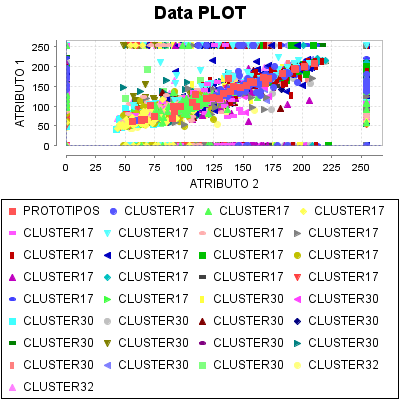 Data PLOT
ATRIBUTO 1
250
200
150
100
50
0
0 25 50 75 100 125 150 175 200 225 250
ATRIBUTO 2
PROTOTIPOS CLUSTER17 CLUSTER17 CLUSTER17
CLUSTER17 CLUSTER17 CLUSTER17 CLUSTER17
CLUSTER17 CLUSTER17 CLUSTER17 CLUSTER17
CLUSTER17 CLUSTER17 CLUSTER17 CLUSTER17
CLUSTER17 CLUSTER17 CLUSTER30 CLUSTER30
CLUSTER30 CLUSTER30 CLUSTER30 CLUSTER30
CLUSTER30 CLUSTER30 CLUSTER30 CLUSTER30
CLUSTER30 CLUSTER30 CLUSTER30 CLUSTER32
CLUSTER32